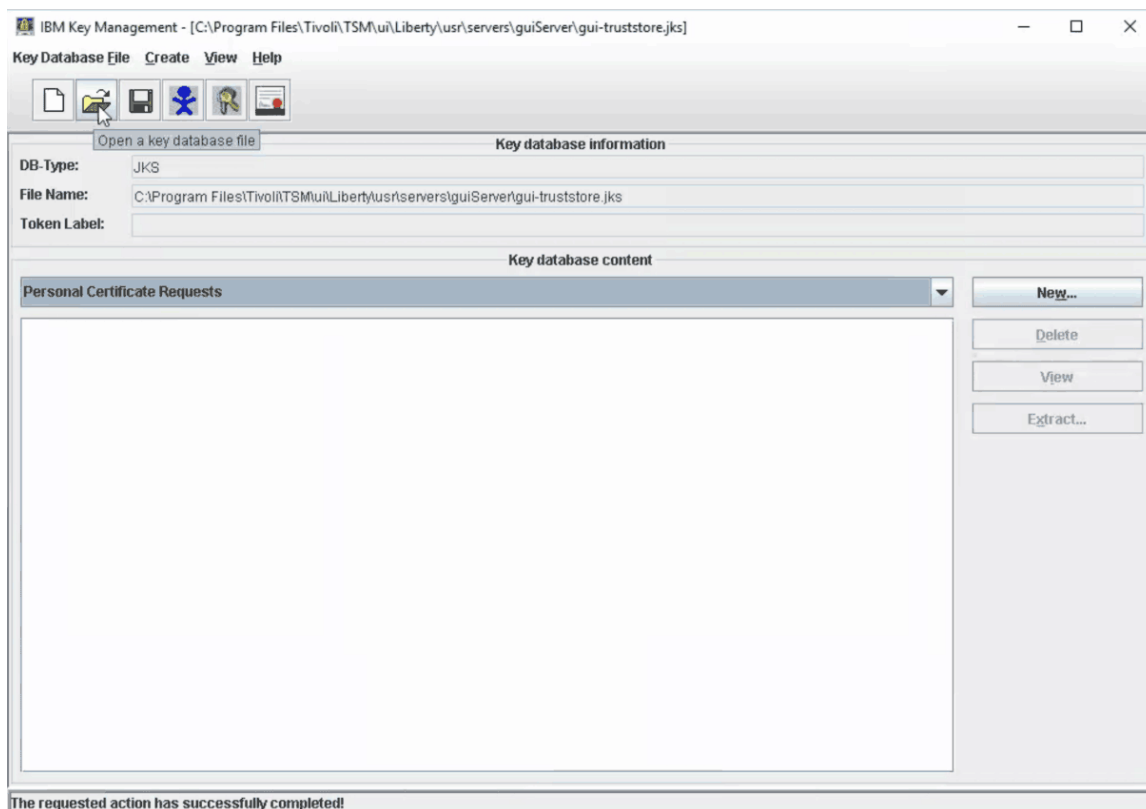 IBM Key Management - [C:\Program Files\Tivoli\TSM\ui\Liberty\usr\servers\guiServer\gui-truststore.jks]
Key Database File Create View Help
Open a key database file
Key database information
DB-Type: JKS
File Name: C:\Program Files\Tivoli\TSM\ui\Liberty\usr\servers\guiServer\gui-truststore.jks
Token Label:
Key database content
Personal Certificate Requests
New...
Delete
View
Extract...
The requested action has successfully completed!